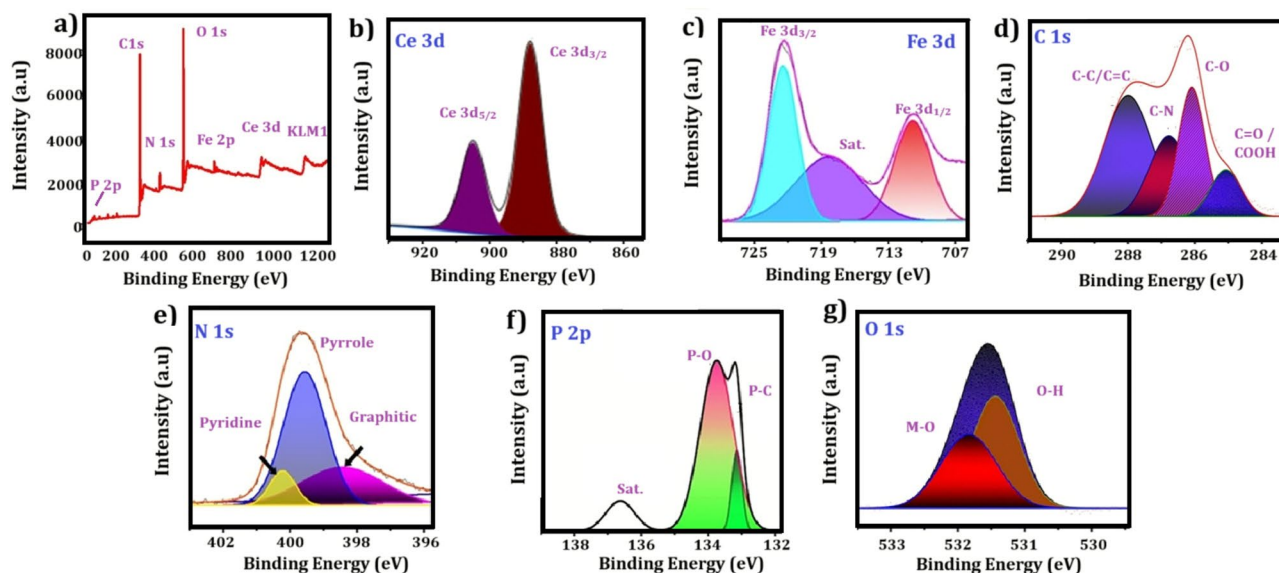 a)
C1s
O 1s
N 1s
Fe 2p
Ce 3d
KLM1
P 2p
8000
6000
4000
2000
0
0 200 400 600 800 1000 1200
Intensity (a.u)
Binding Energy (eV)
b)
Ce 3d
Ce 3d3/2
Ce 3d5/2
920 900 880 860
Intensity (a.u)
Binding Energy (eV)
c)
Fe 3d3/2
Fe 3d
Fe 3d1/2
Sat.
725 719 713 707
Intensity (a.u)
Binding Energy (eV)
d)
C 1s
C-C/C=C
C-O
C-N
C=O /
COOH
290 288 286 284
Intensity (a.u)
Binding Energy (eV)
e)
N 1s
Pyrrole
Pyridine
Graphitic
402 400 398 396
Intensity (a.u)
Binding Energy (eV)
f)
P 2p
P-O
P-C
Sat.
138 136 134 132
Intensity (a.u)
Binding Energy (eV)
g)
O 1s
O-H
M-O
533 532 531 530
Intensity (a.u)
Binding Energy (eV)